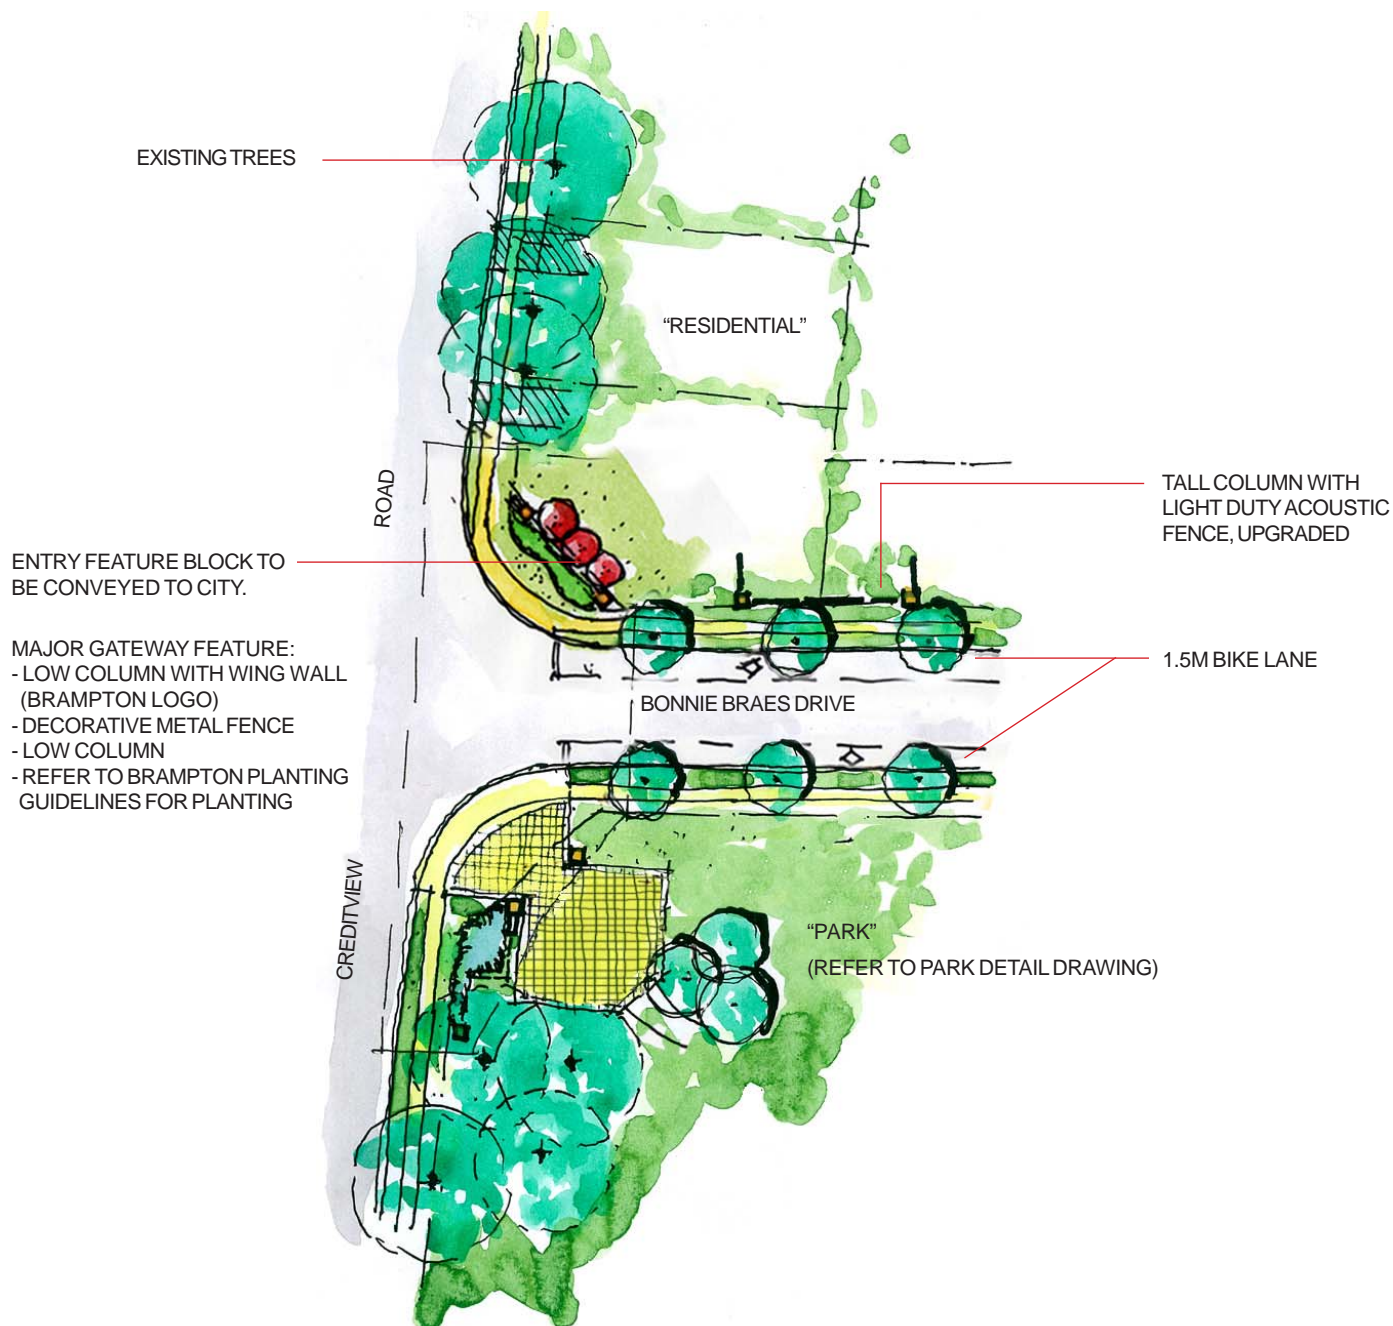 EXISTING TREES
“RESIDENTIAL”
ROAD
TALL COLUMN WITH
LIGHT DUTY ACOUSTIC
FENCE, UPGRADED
ENTRY FEATURE BLOCK TO
BE CONVEYED TO CITY.
MAJOR GATEWAY FEATURE:
- LOW COLUMN WITH WING WALL
(BRAMPTON LOGO)
- DECORATIVE METAL FENCE
- LOW COLUMN
- REFER TO BRAMPTON PLANTING
GUIDELINES FOR PLANTING
1.5M BIKE LANE
BONNIE BRAES DRIVE
CREDITVIEW
“PARK”
(REFER TO PARK DETAIL DRAWING)